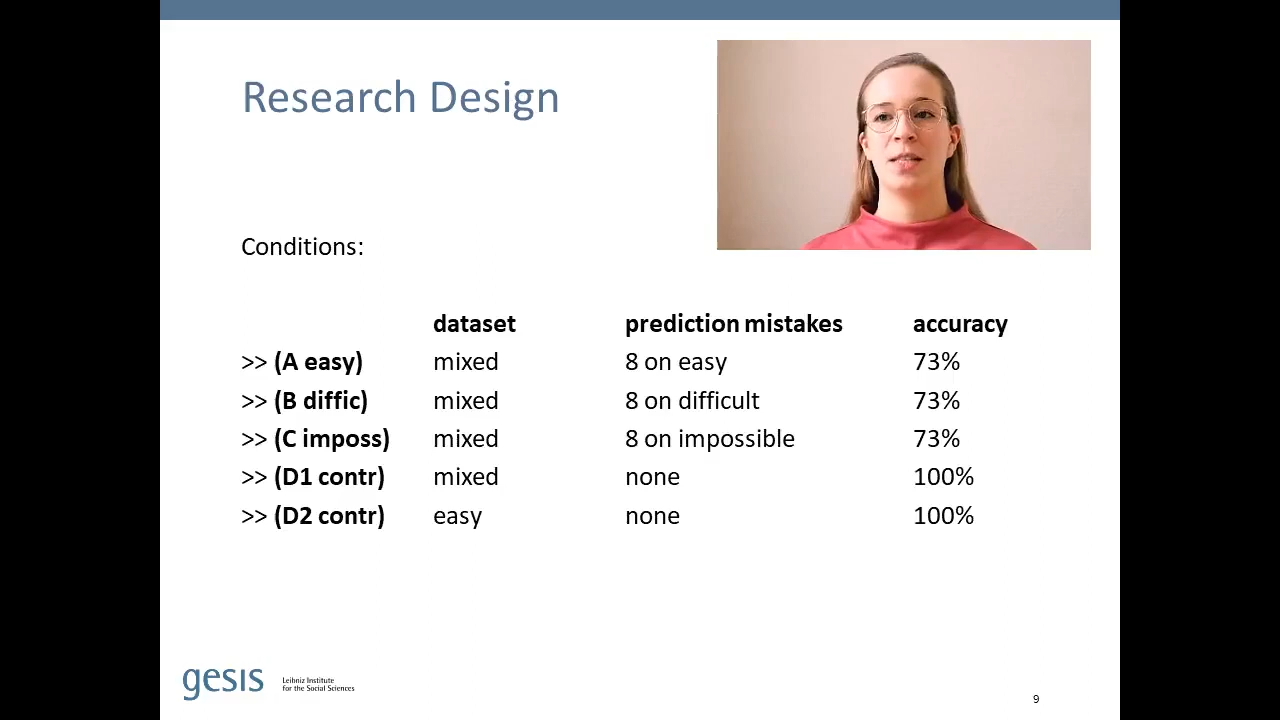 Research Design
Conditions:
dataset prediction mistakes accuracy
>> (A easy) mixed 8 on easy 73%
>> (B diffic) mixed 8 on difficult 73%
>> (C imposs) mixed 8 on impossible 73%
>> (D1 contr) mixed none 100%
>> (D2 contr) easy none 100%
gesis
Leibniz Institute
for the Social Sciences
9